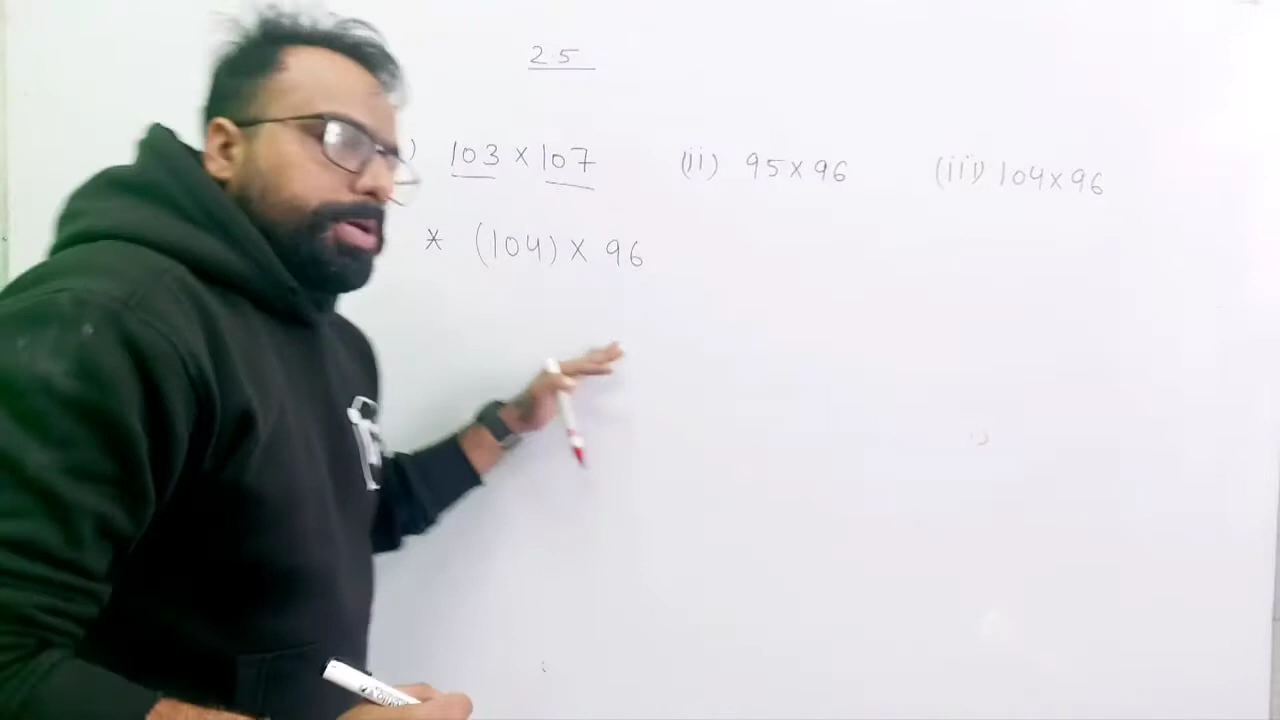 2.5
) 103 × 107 (ii) 95×96 (iii) 104×96
* (104) × 96